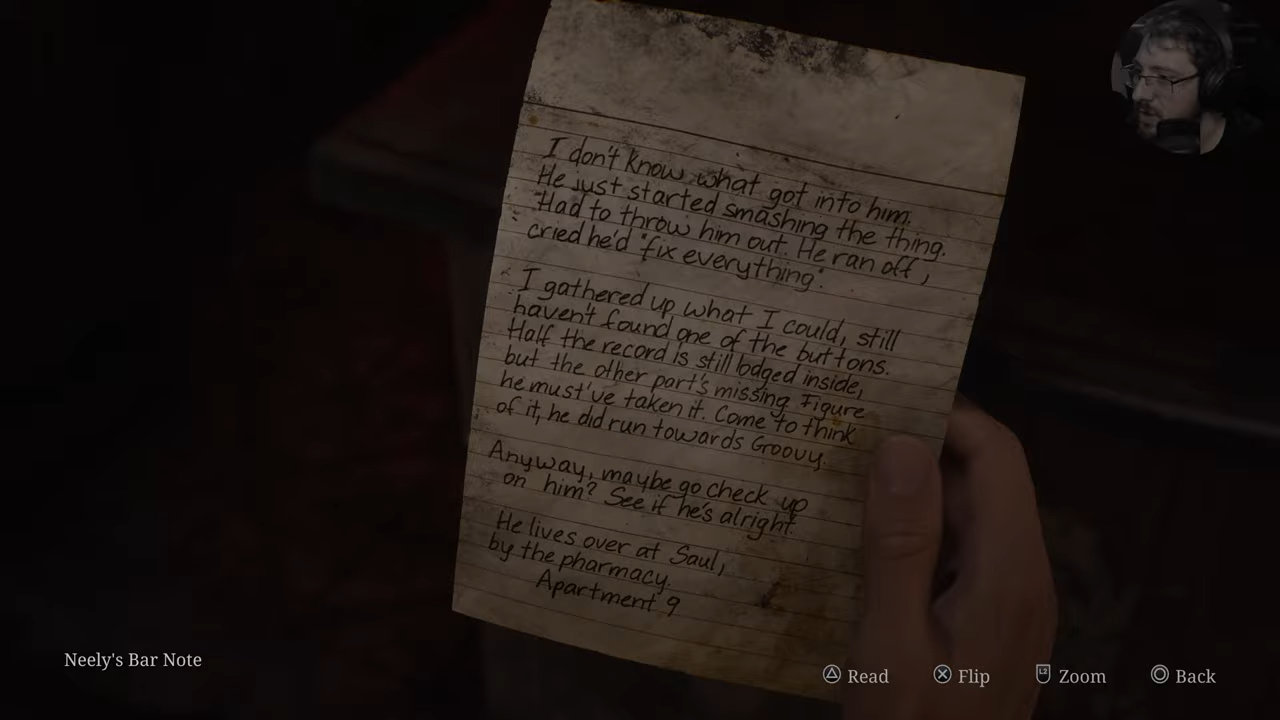 I don't know what got into him.
He just started smashing the thing.
Had to throw him out. He ran off,
cried he'd "fix everything".
I gathered up what I could, still
haven't found one of the buttons.
Half the record is still lodged inside,
but the other part's missing. Figure
he must've taken it. Come to think
of it, he did run towards Groovy.
Anyway, maybe go check up
on him? See if he's alright.
He lives over at Saul,
by the pharmacy.
Apartment 9
Neely's Bar Note
Read
Flip
L2 Zoom
Back